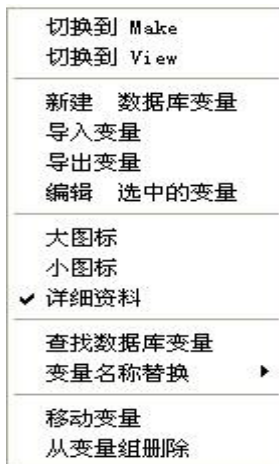 切换到 Make
切换到 View
新建 数据库变量
导入变量
导出变量
编辑 选中的变量
大图标
小图标
详细资料
查找数据库变量
变量名称替换
移动变量
从变量组删除